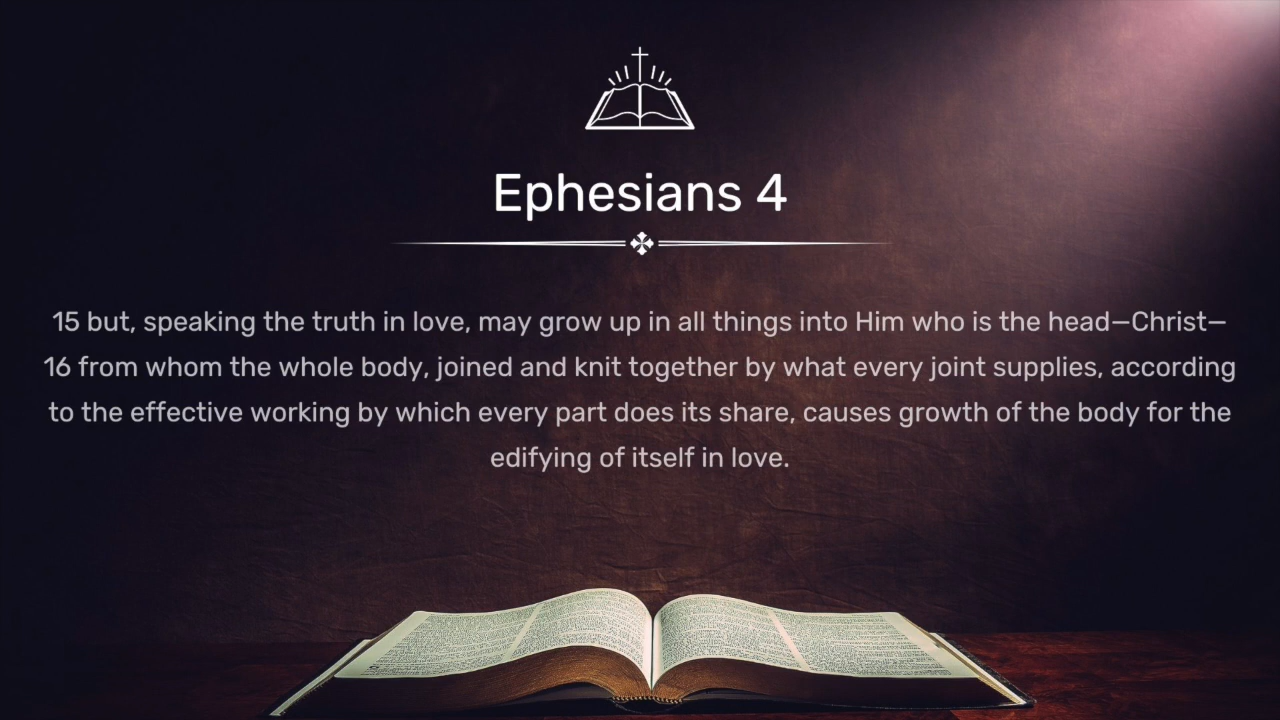 Ephesians 4
15 but, speaking the truth in love, may grow up in all things into Him who is the head—Christ—
16 from whom the whole body, joined and knit together by what every joint supplies, according
to the effective working by which every part does its share, causes growth of the body for the
edifying of itself in love.